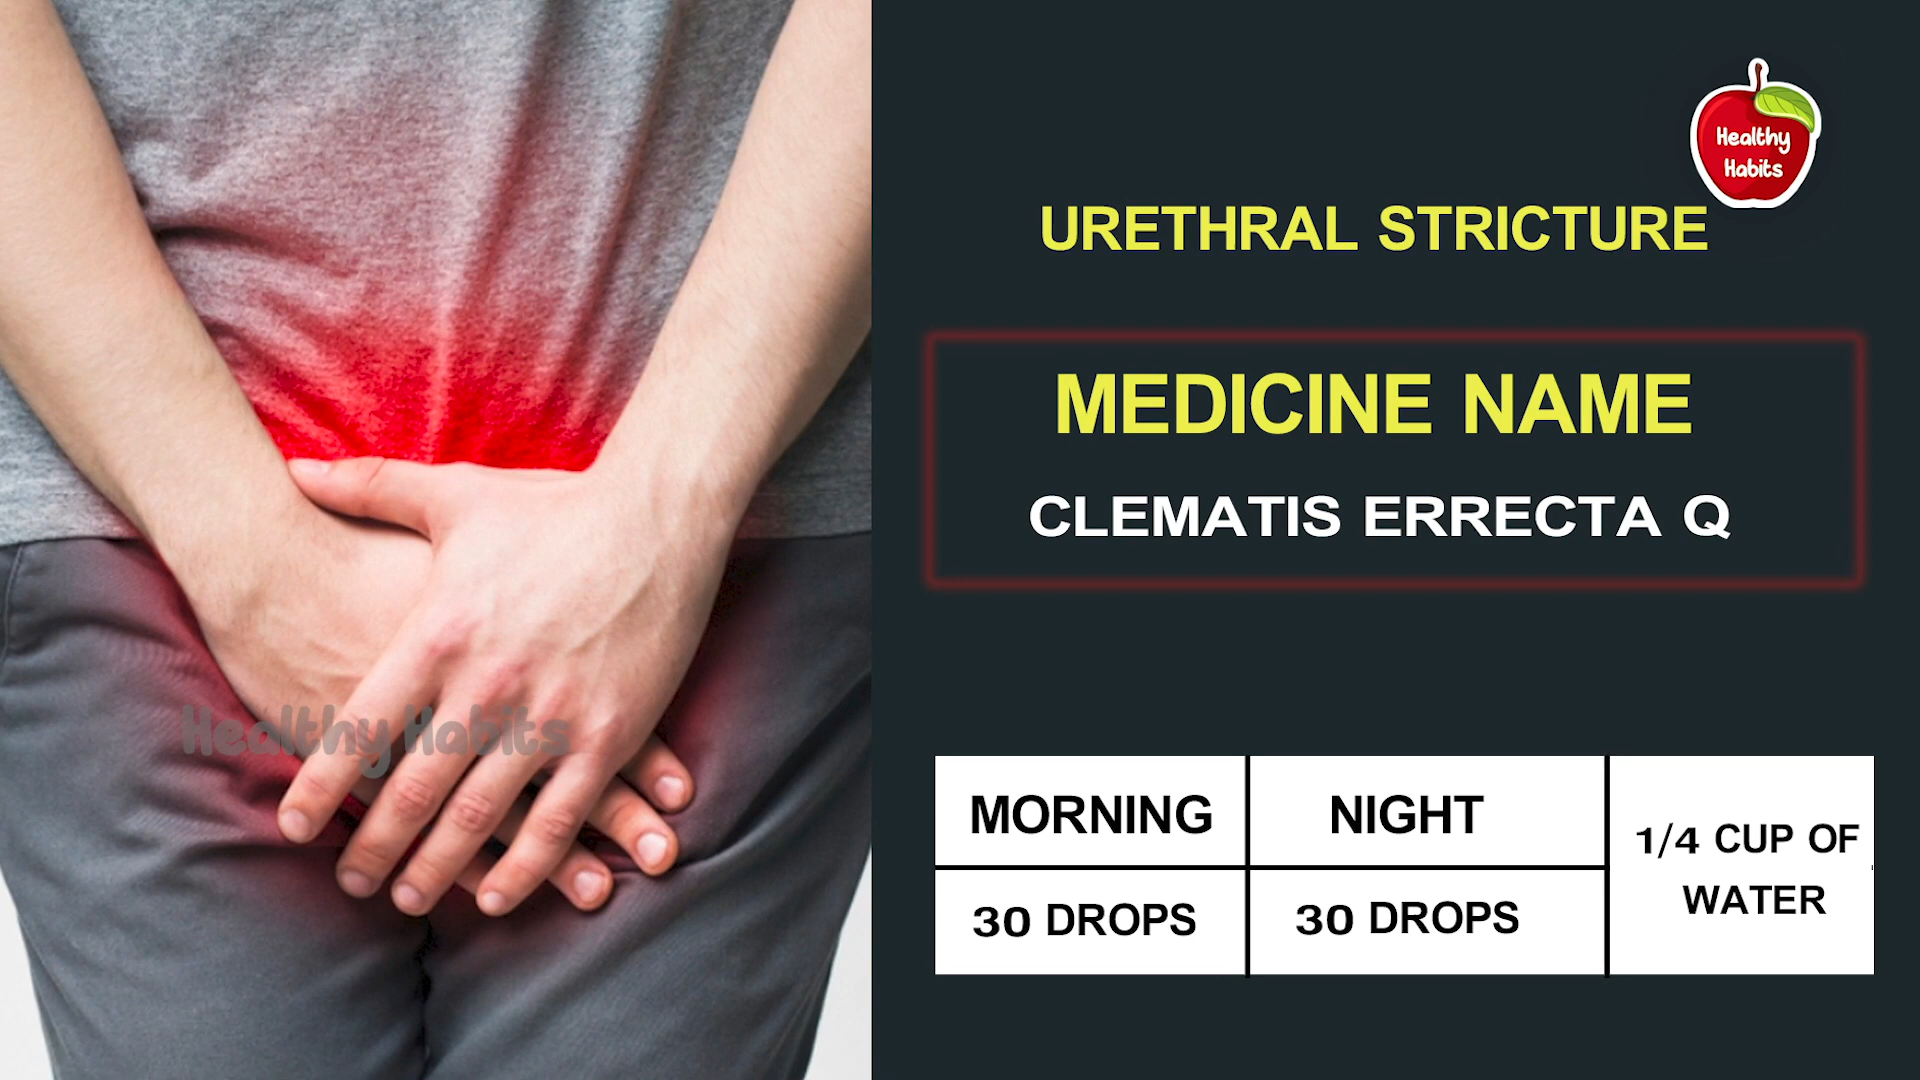 Healthy
Habits
URETHRAL STRICTURE
MEDICINE NAME
CLEMATIS ERRECTA Q
Healthy Habits
MORNING
NIGHT
1/4 CUP OF
WATER
30 DROPS
30 DROPS